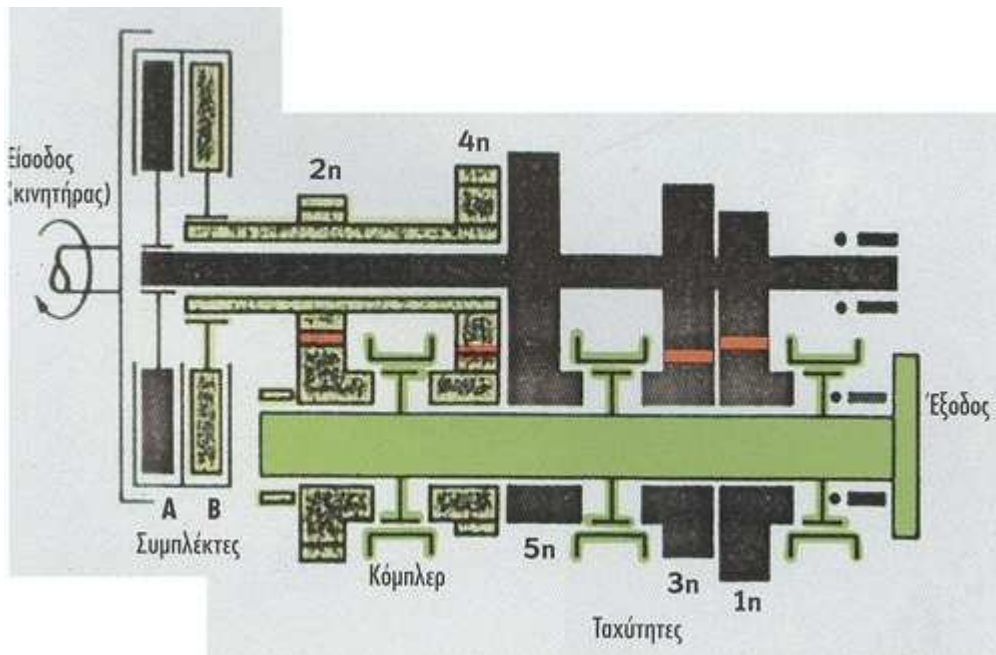 Είσοδος
(κινητήρας)
2η
4η
Α Β
Συμπλέκτες
Κόμπλερ
5η
3η
1η
Ταχύτητες
Έξοδος